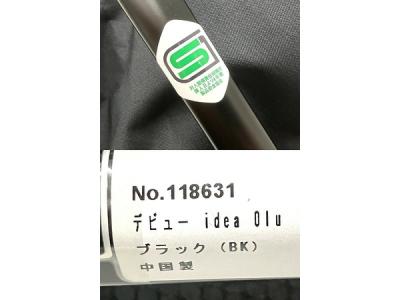 S
No.118631
デビュー idea Olu
ブラック (BK)
中国製